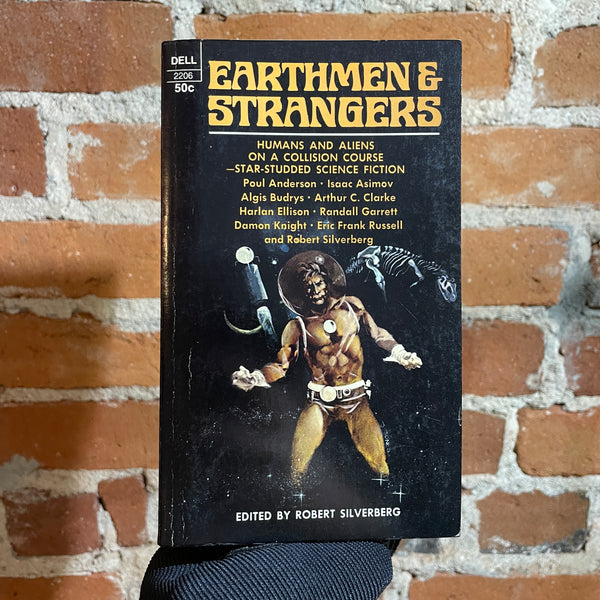 DELL
2206
50c
EARTHMEN &
STRANGERS
HUMANS AND ALIENS
ON A COLLISION COURSE
—STAR-STUDDED SCIENCE FICTION
Poul Anderson • Isaac Asimov
Algis Budrys • Arthur C. Clarke
Harlan Ellison • Randall Garrett
Damon Knight • Eric Frank Russell
and Robert Silverberg
EDITED BY ROBERT SILVERBERG